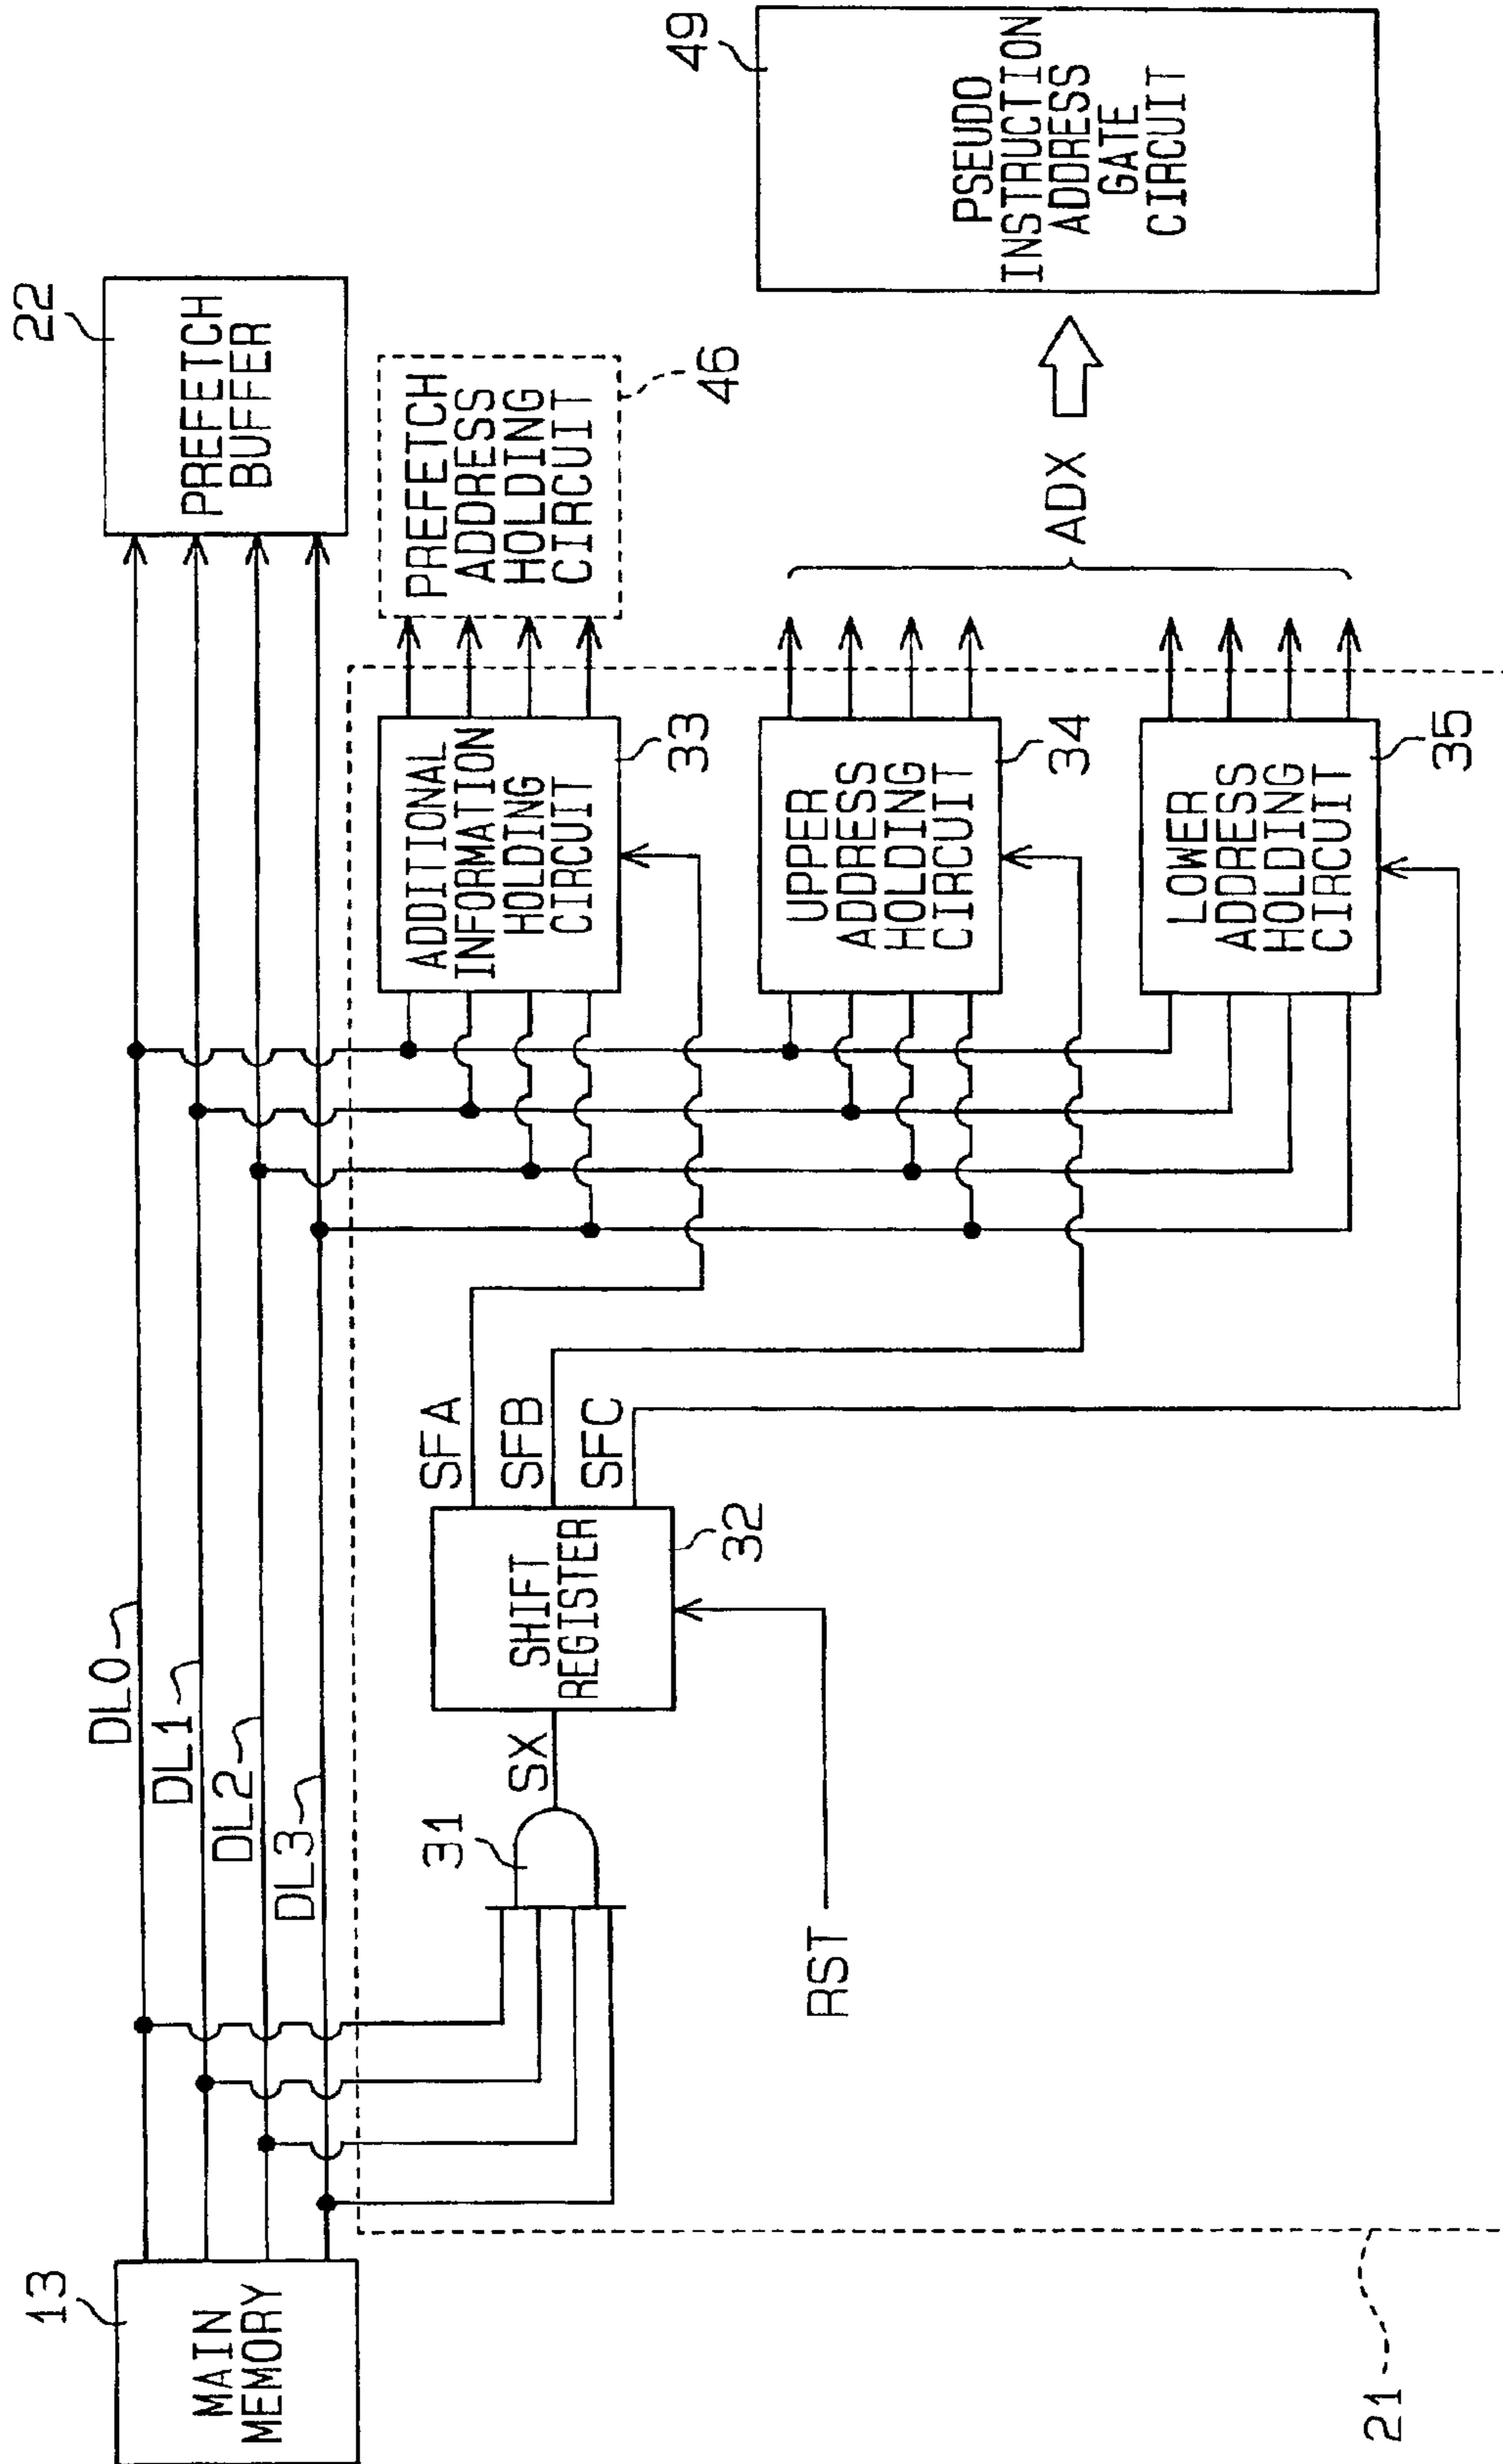 13
MAIN
MEMORY
DL0
DL1
DL2
DL3
22
PREFETCH
BUFFER
31
SX
SHIFT
REGISTER
32
RST
SFA
SFB
SFC
ADDITIONAL
INFORMATION
HOLDING
CIRCUIT
33
PREFETCH
ADDRESS
HOLDING
CIRCUIT
46
UPPER
ADDRESS
HOLDING
CIRCUIT
34
LOWER
ADDRESS
HOLDING
CIRCUIT
35
ADX
49
PSEUDO
INSTRUCTION
ADDRESS
GATE
CIRCUIT
21